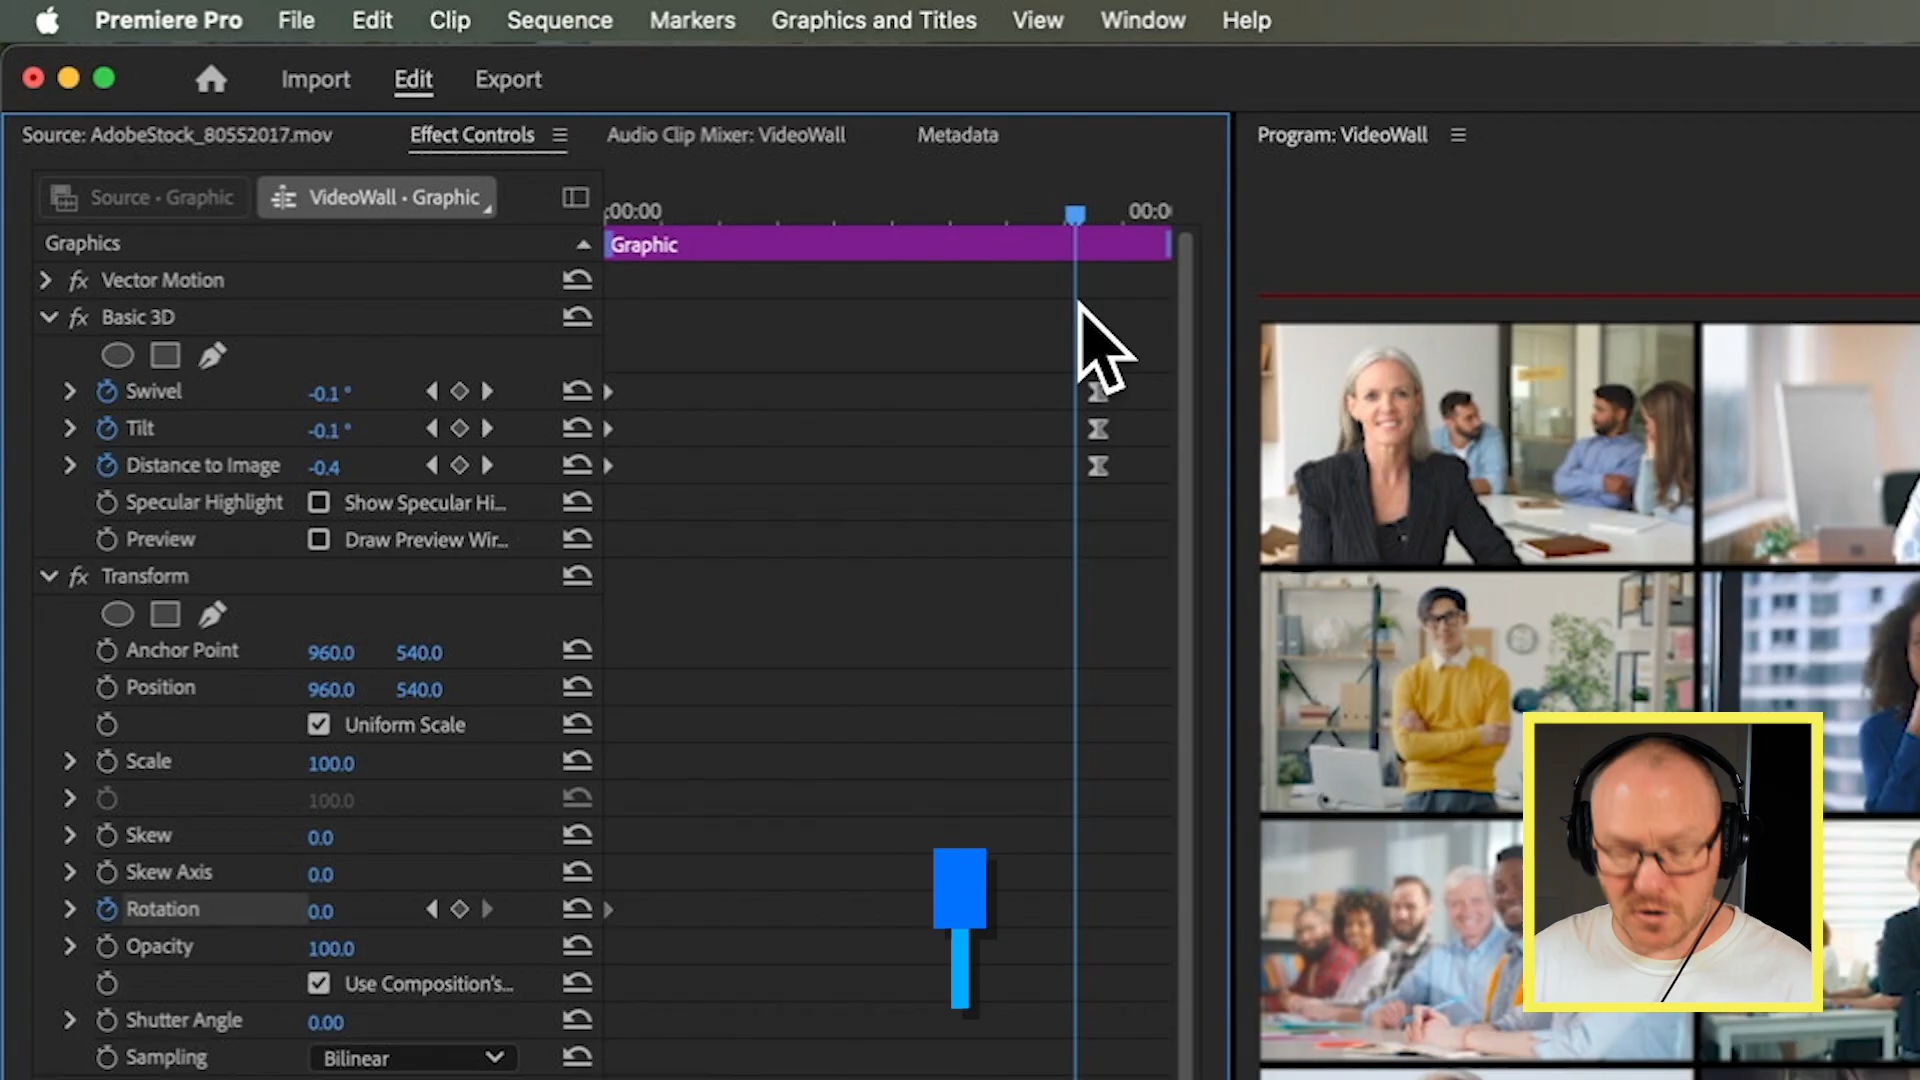 Premiere Pro File Edit Clip Sequence Markers Graphics and Titles View Window Help
Import Edit Export
Source: AdobeStock_80552017.mov Effect Controls Audio Clip Mixer: VideoWall Metadata Program: VideoWall
Source · Graphic VideoWall · Graphic :00:00 00:0
Graphics Graphic
fx Vector Motion
fx Basic 3D
Swivel -0.1 °
Tilt -0.1 °
Distance to Image -0.4
Specular Highlight Show Specular Hi...
Preview Draw Preview Wir...
fx Transform
Anchor Point 960.0 540.0
Position 960.0 540.0
Uniform Scale
Scale 100.0
100.0
Skew 0.0
Skew Axis 0.0
Rotation 0.0
Opacity 100.0
Use Composition's...
Shutter Angle 0.00
Sampling Bilinear